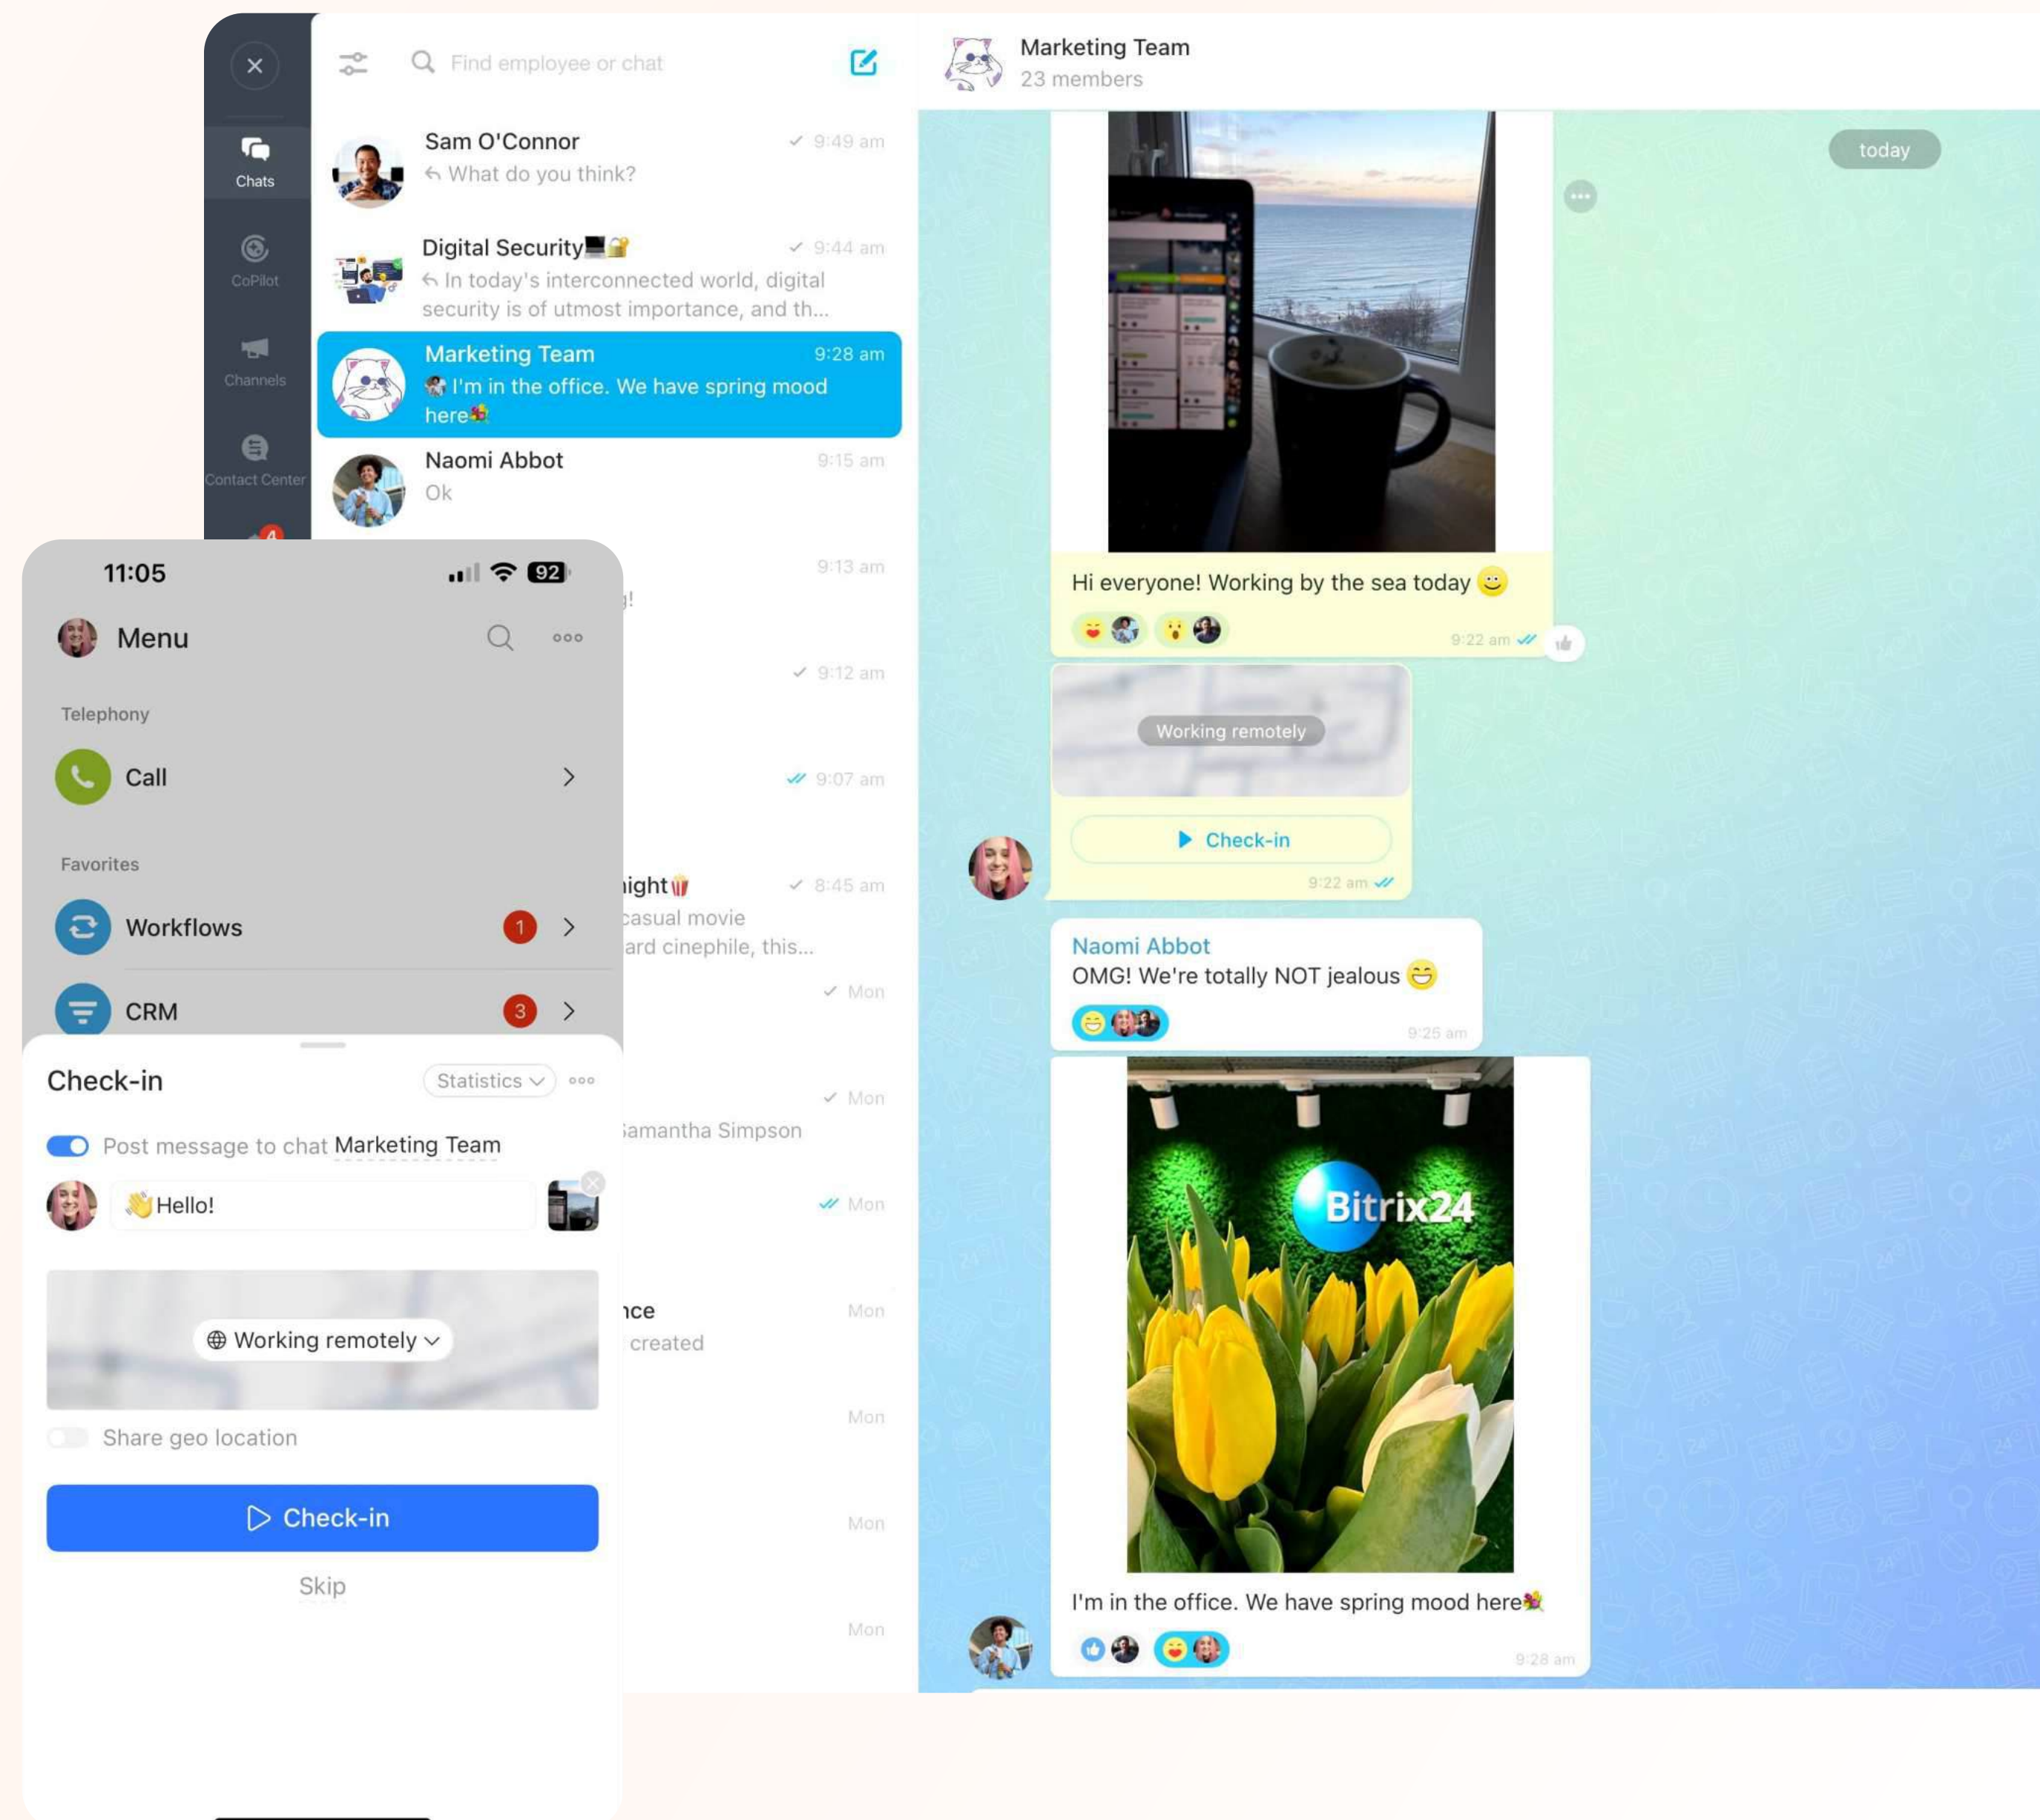 Find employee or chat
Chats
CoPilot
Channels
Contact Center
4
Sam O'Connor
9:49 am
What do you think?
Digital Security
9:44 am
In today's interconnected world, digital
security is of utmost importance, and th...
Marketing Team
9:28 am
I'm in the office. We have spring mood
here
Naomi Abbot
9:15 am
Ok
9:13 am
9:12 am
9:07 am
8:45 am
casual movie
cinephile, this...
Mon
Mon
Samantha Simpson
Mon
Mon
created
Mon
Mon
Mon
11:05
92
Menu
Telephony
Call
Favorites
Workflows
1
CRM
3
Check-in
Statistics
Post message to chat Marketing Team
Hello!
Working remotely
Share geo location
Check-in
Skip
Marketing Team
23 members
today
Hi everyone! Working by the sea today
9:22 am
Working remotely
Check-in
9:22 am
Naomi Abbot
OMG! We're totally NOT jealous
9:25 am
Bitrix24
I'm in the office. We have spring mood here
9:28 am